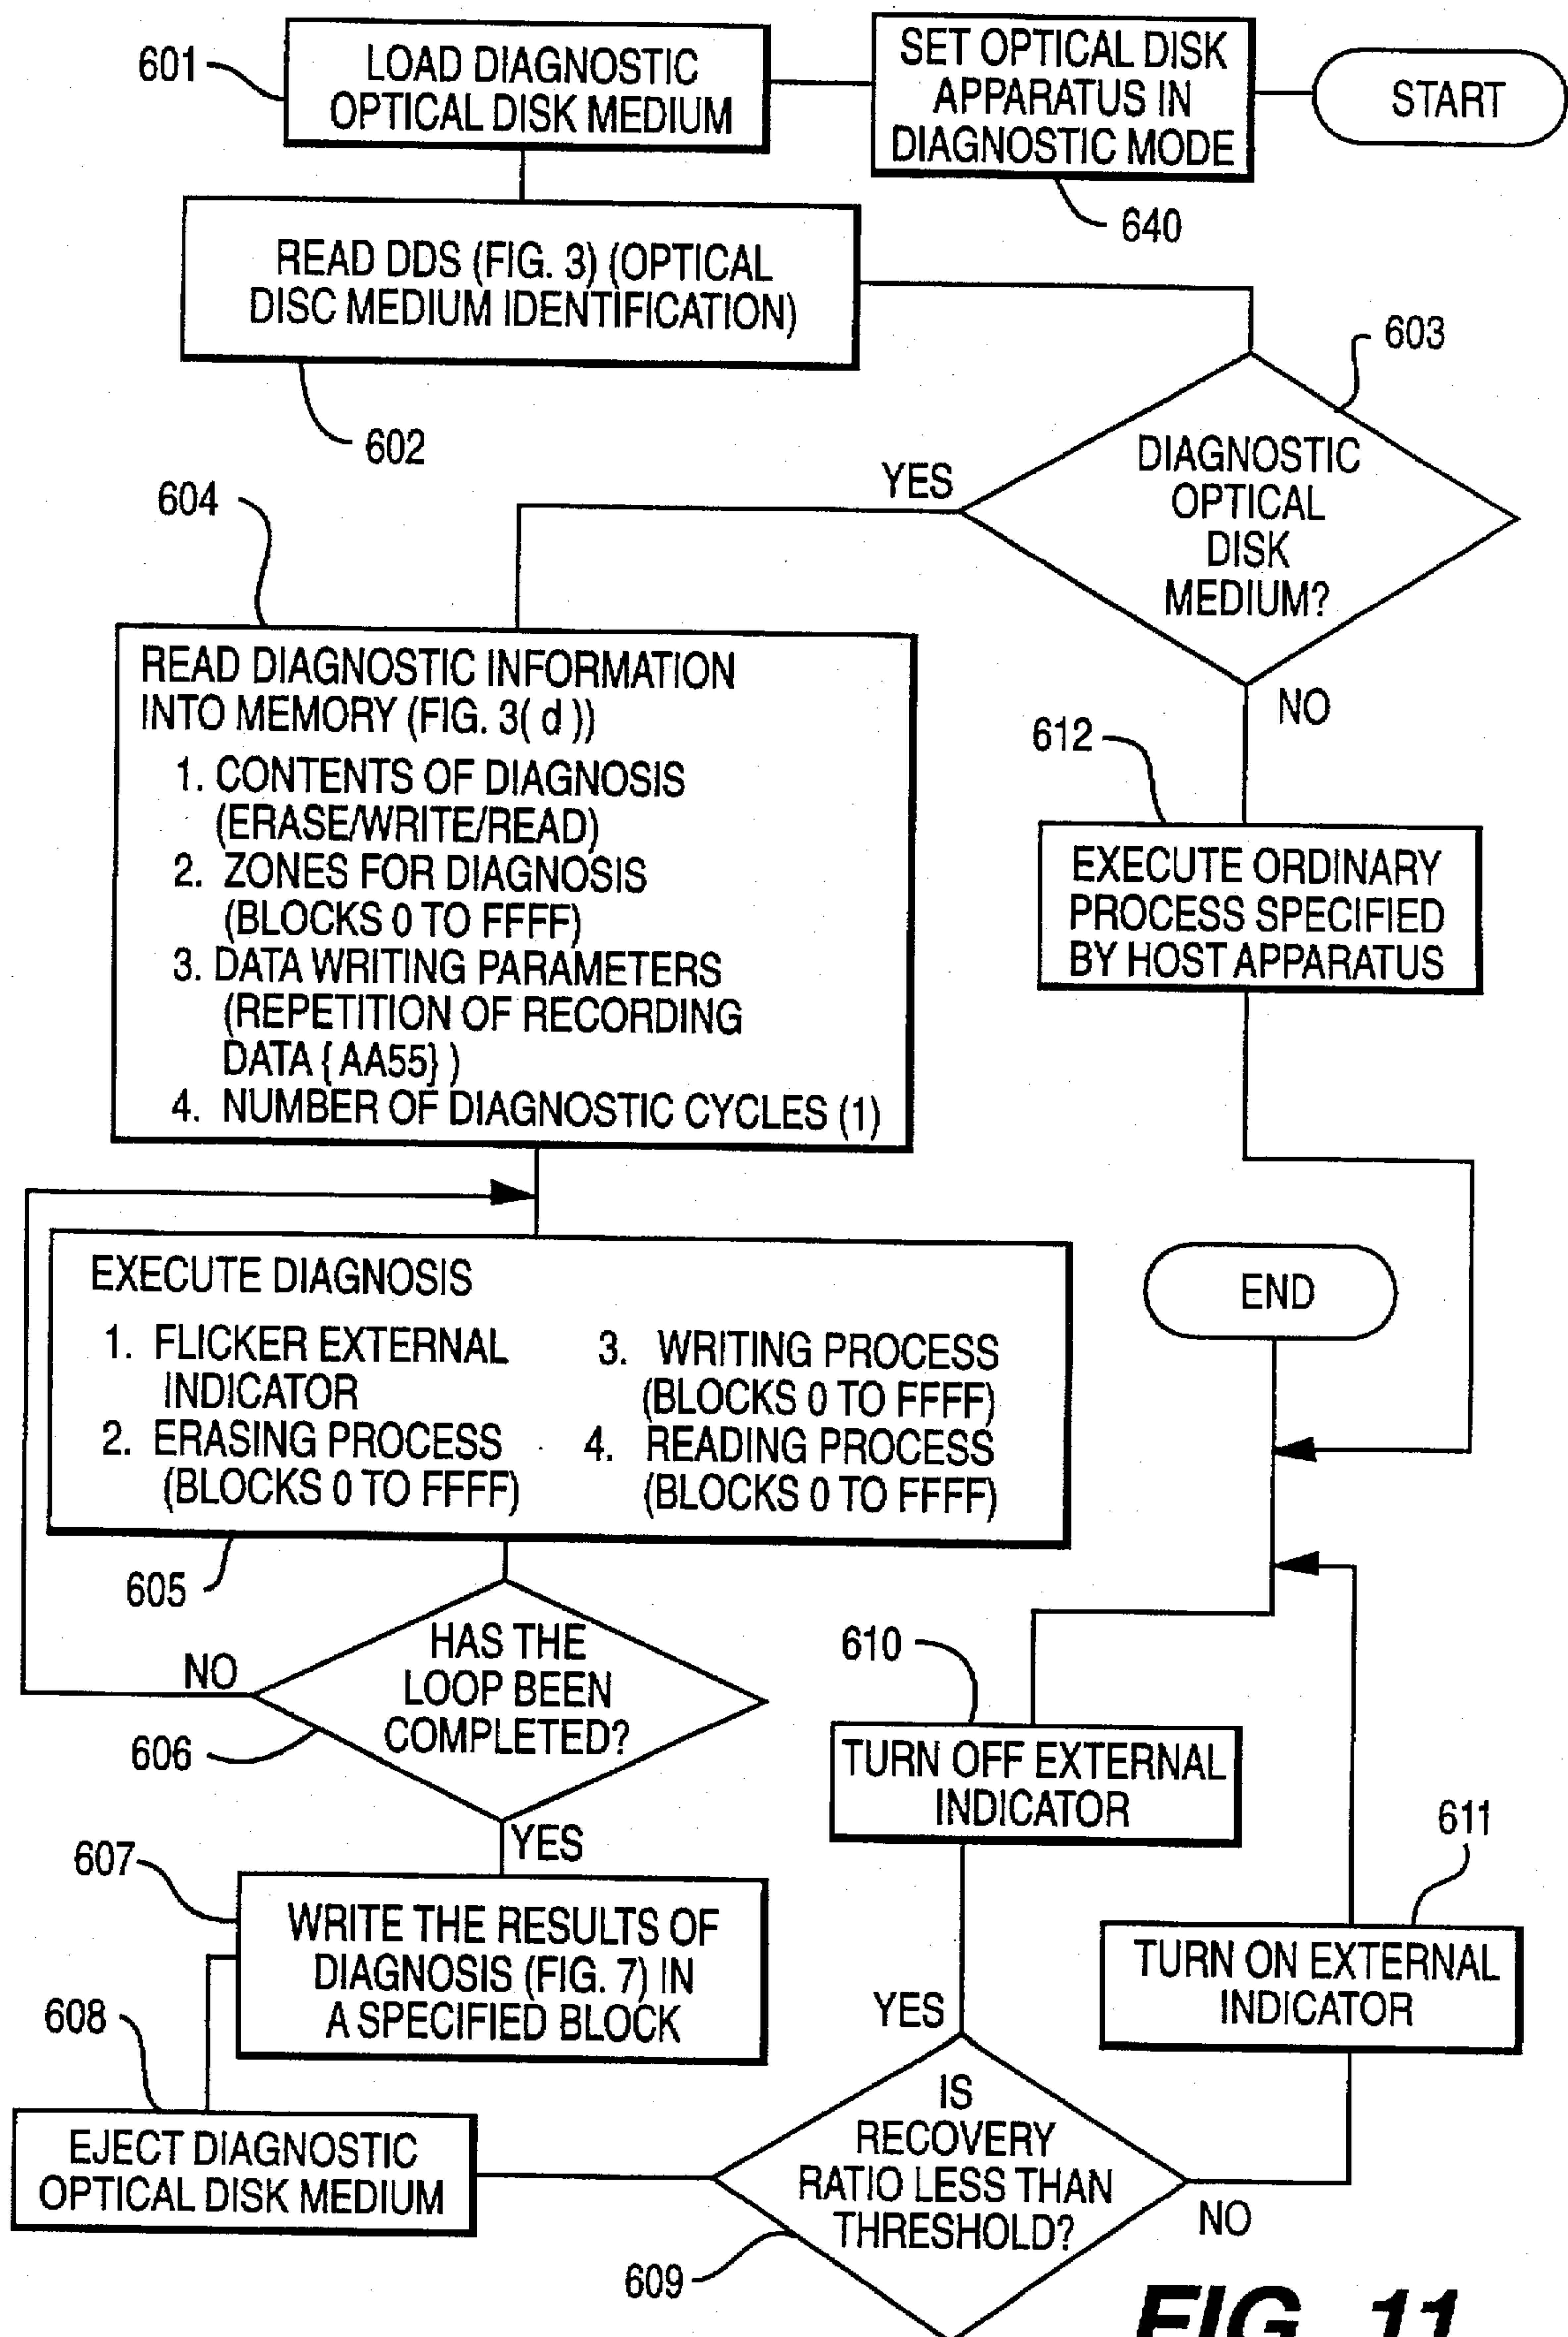 601
LOAD DIAGNOSTIC
OPTICAL DISK MEDIUM
SET OPTICAL DISK
APPARATUS IN
DIAGNOSTIC MODE
START
640
READ DDS (FIG. 3) (OPTICAL
DISC MEDIUM IDENTIFICATION)
602
603
DIAGNOSTIC
OPTICAL
DISK
MEDIUM?
YES
NO
604
READ DIAGNOSTIC INFORMATION
INTO MEMORY (FIG. 3( d ))
1. CONTENTS OF DIAGNOSIS
(ERASE/WRITE/READ)
2. ZONES FOR DIAGNOSIS
(BLOCKS 0 TO FFFF)
3. DATA WRITING PARAMETERS
(REPETITION OF RECORDING
DATA { AA55} )
4. NUMBER OF DIAGNOSTIC CYCLES (1)
612
EXECUTE ORDINARY
PROCESS SPECIFIED
BY HOST APPARATUS
EXECUTE DIAGNOSIS
1. FLICKER EXTERNAL
INDICATOR
2. ERASING PROCESS
(BLOCKS 0 TO FFFF)
3. WRITING PROCESS
(BLOCKS 0 TO FFFF)
4. READING PROCESS
(BLOCKS 0 TO FFFF)
END
605
HAS THE
LOOP BEEN
COMPLETED?
NO
606
YES
607
WRITE THE RESULTS OF
DIAGNOSIS (FIG. 7) IN
A SPECIFIED BLOCK
608
EJECT DIAGNOSTIC
OPTICAL DISK MEDIUM
610
TURN OFF EXTERNAL
INDICATOR
611
TURN ON EXTERNAL
INDICATOR
YES
IS
RECOVERY
RATIO LESS THAN
THRESHOLD?
NO
609
FIG. 11